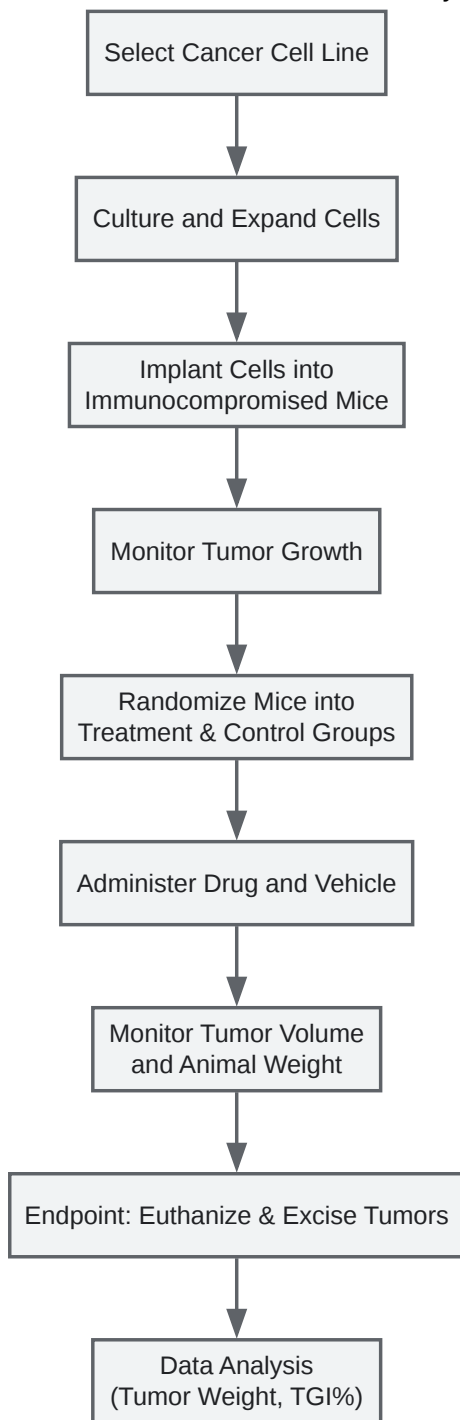 Select Cancer Cell Line
Culture and Expand Cells
Implant Cells into
Immunocompromised Mice
Monitor Tumor Growth
Randomize Mice into
Treatment & Control Groups
Administer Drug and Vehicle
Monitor Tumor Volume
and Animal Weight
Endpoint: Euthanize & Excise Tumors
Data Analysis
(Tumor Weight, TGI%)